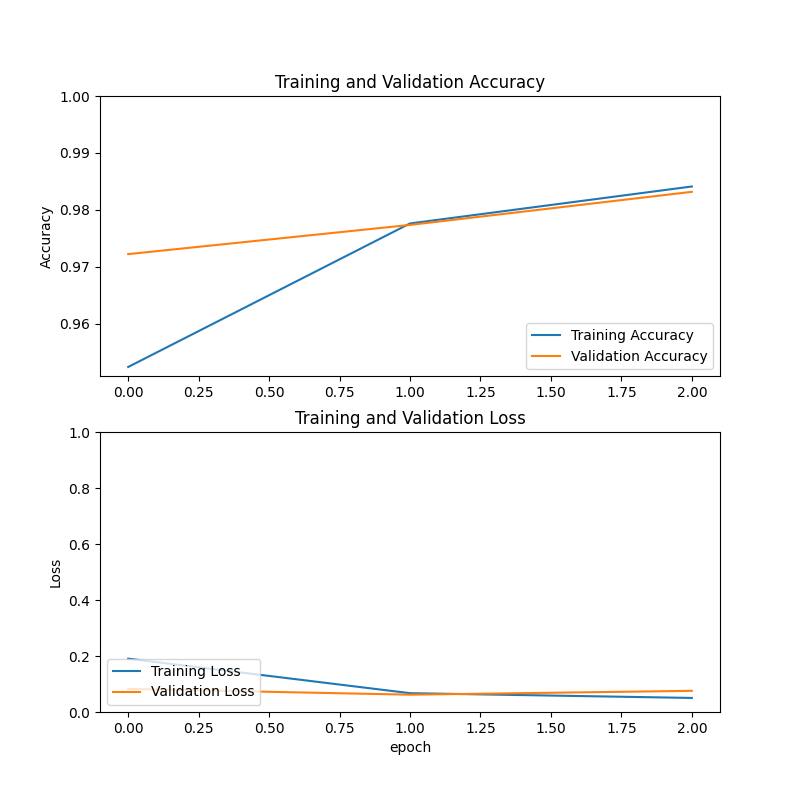 Training and Validation Accuracy
1.00
0.99
0.98
0.97
0.96
Accuracy
Training Accuracy
Validation Accuracy
0.00 0.25 0.50 0.75 1.00 1.25 1.50 1.75 2.00
Training and Validation Loss
1.0
0.8
0.6
0.4
0.2
0.0
Loss
Training Loss
Validation Loss
0.00 0.25 0.50 0.75 1.00 1.25 1.50 1.75 2.00
epoch